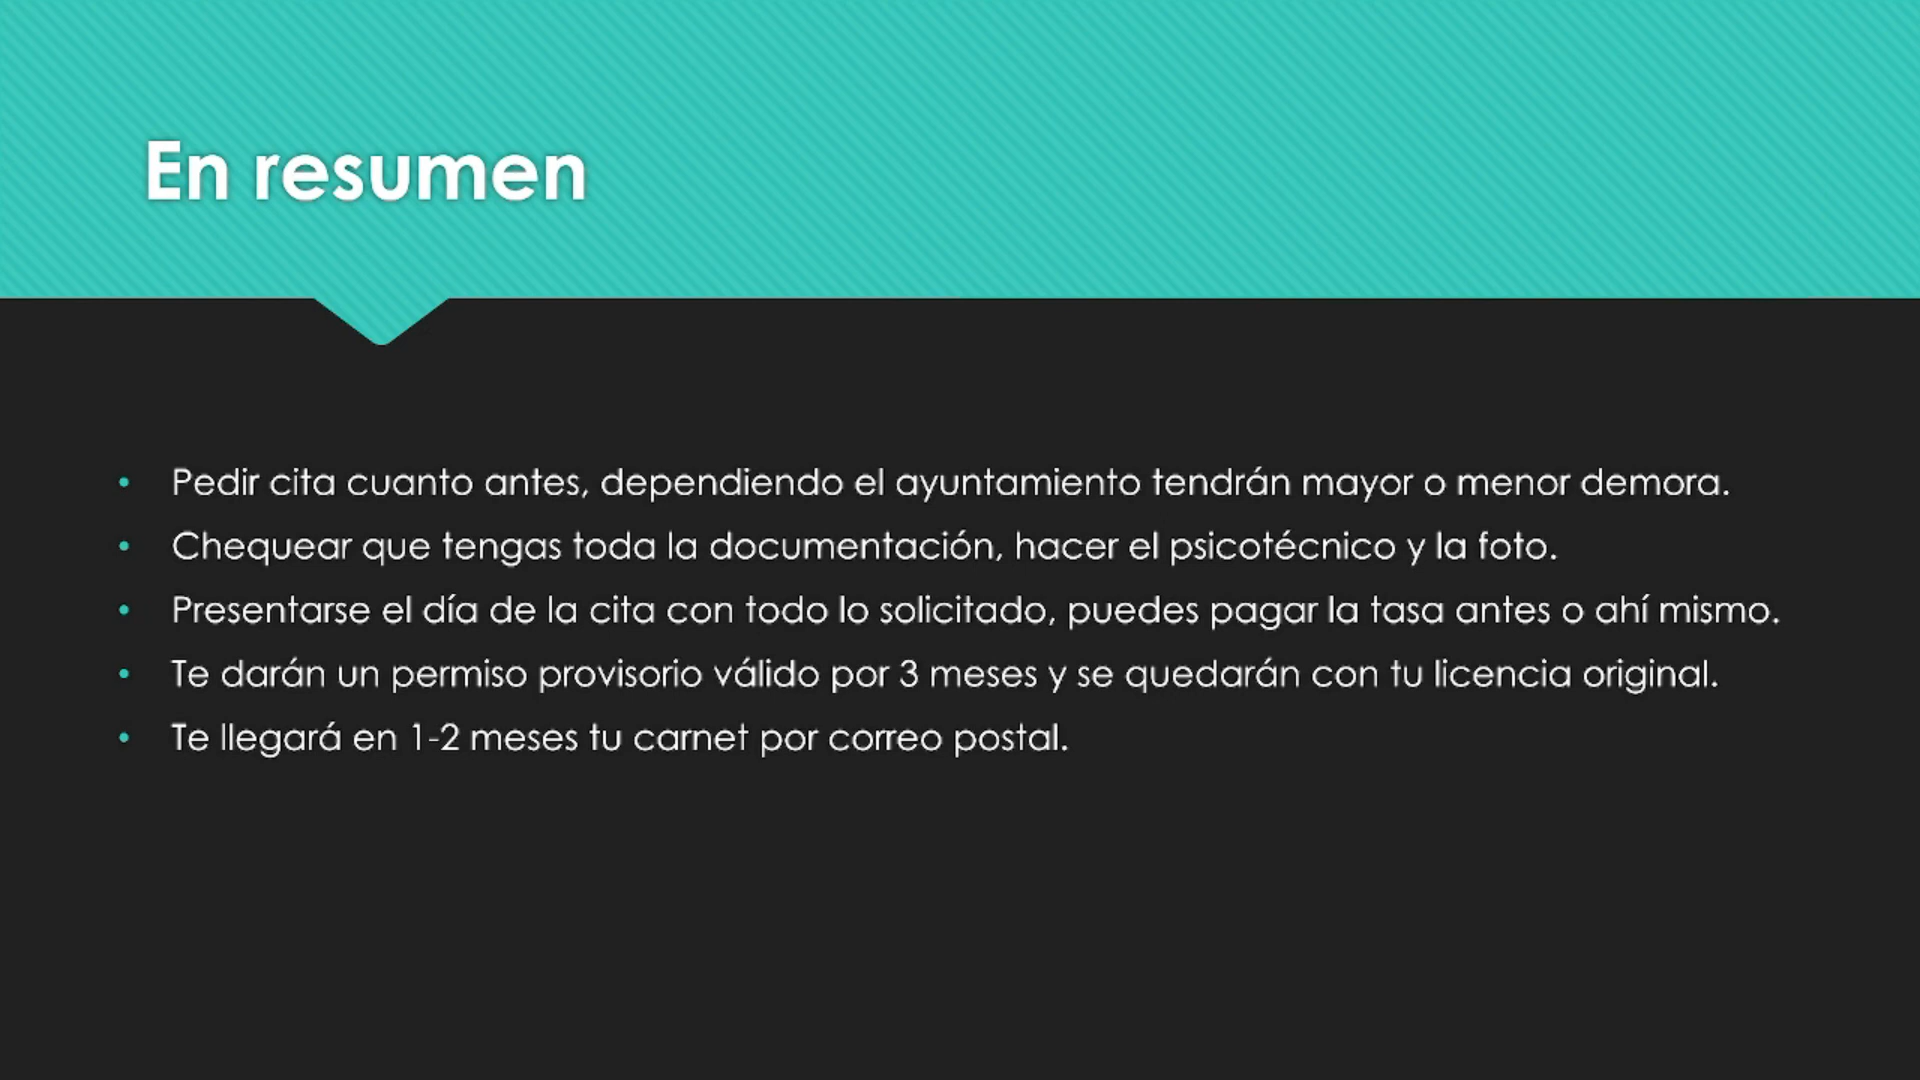 En resumen
• Pedir cita cuanto antes, dependiendo el ayuntamiento tendrán mayor o menor demora.
• Chequear que tengas toda la documentación, hacer el psicotécnico y la foto.
• Presentarse el día de la cita con todo lo solicitado, puedes pagar la tasa antes o ahí mismo.
• Te darán un permiso provisorio válido por 3 meses y se quedarán con tu licencia original.
• Te llegará en 1-2 meses tu carnet por correo postal.